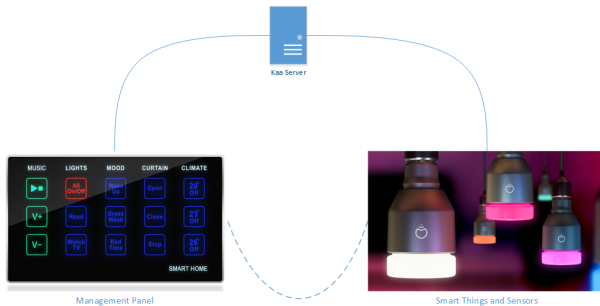 Kaa Server
MUSIC LIGHTS MOOD CURTAIN CLIMATE
All On/Off Wake Up Open 20° Off
V+ Read Dress Wash Close 23° Off
V- Watch TV Bed Time Stop 26° Off
SMART HOME
Management Panel Smart Things and Sensors